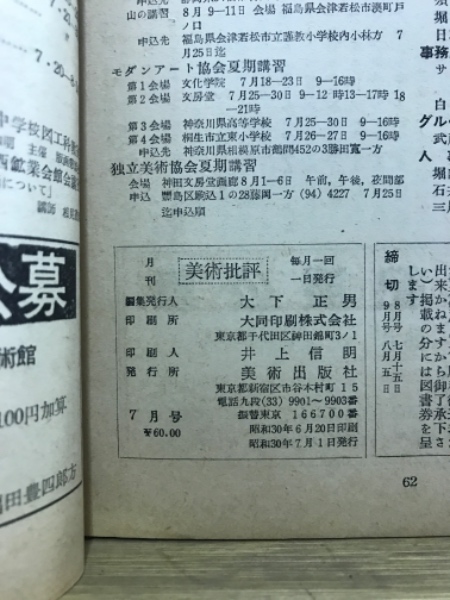 山の講習 8月9―11日 会場 福島県会津若松市湊町戸ノ口
申込先 福島県会津若松市立謹教小学校内小林方 7月25日迄
モダンアート協会夏期講習
第1会場 文化学院 7月18―23日 9―16時
第2会場 文房堂 7月25―30日 9―12時13―17時18―21時
第3会場 神奈川県高等学校 7月25―30日 9―16時
第4会場 桐生市立東小学校 7月26―31日 9―16時
申込先 神奈川県相模原市鶴間452の3勝田寛一方
独立美術協会夏期講習
会場 神田文房堂画廊 8月1―6日 午前,午後,夜間部
申込 豊島区駒込1の28藤岡一方 (94) 4227 7月25日迄申込順
月刊
美術批評
毎月一回
一日発行
編集発行人 大下正男
印刷所 大同印刷株式会社
東京都千代田区神田錦町3ノ1
印刷人 井上信明
発行所 美術出版社
東京都新宿区市谷本村町15
電話九段(33) 9901〜9903番
振替東京 166700番
7月号
¥60.00
昭和30年6月20日印刷
昭和30年7月1日発行
62
締切
9月号 七月十五日
8月号
八月五日
中学校図工科
公募
術館
100円加算
田豊四郎方